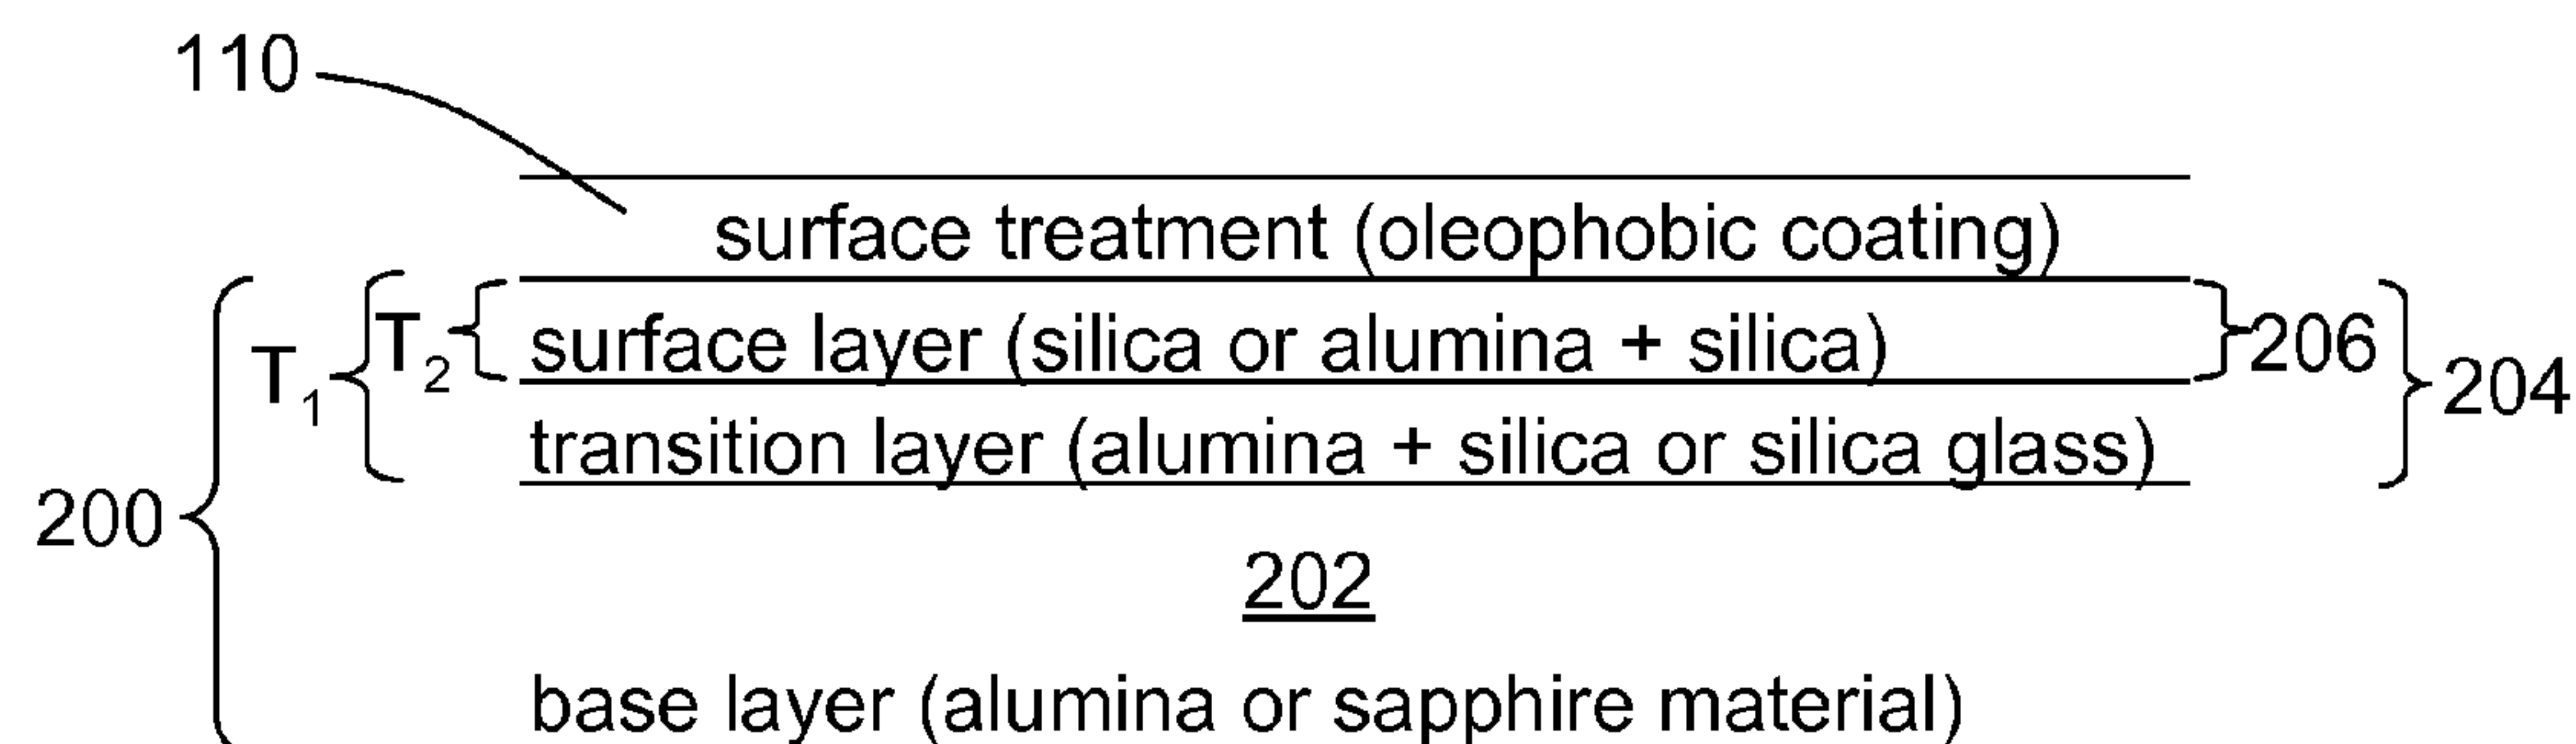 110
surface treatment (oleophobic coating)
T2 surface layer (silica or alumina + silica) 206
T1 204
transition layer (alumina + silica or silica glass)
200
202
base layer (alumina or sapphire material)